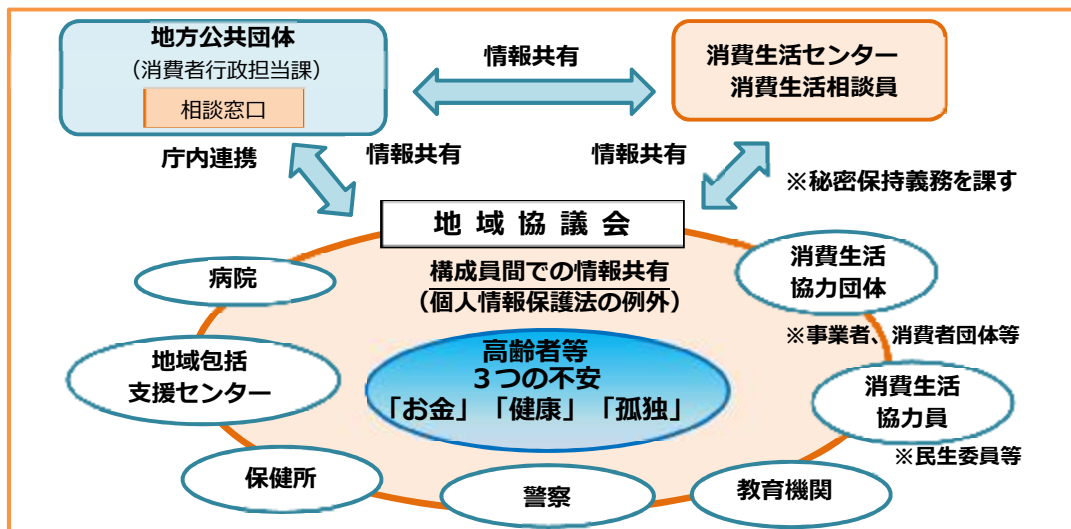 地方公共団体
（消費者行政担当課）
相談窓口
情報共有
消費生活センター
消費生活相談員
庁内連携
情報共有
情報共有
※秘密保持義務を課す
地域協議会
構成員間での情報共有
（個人情報保護法の例外）
病院
消費生活
協力団体
※事業者、消費者団体等
地域包括
支援センター
高齢者等
３つの不安
「お金」「健康」「孤独」
消費生活
協力員
※民生委員等
保健所
警察
教育機関